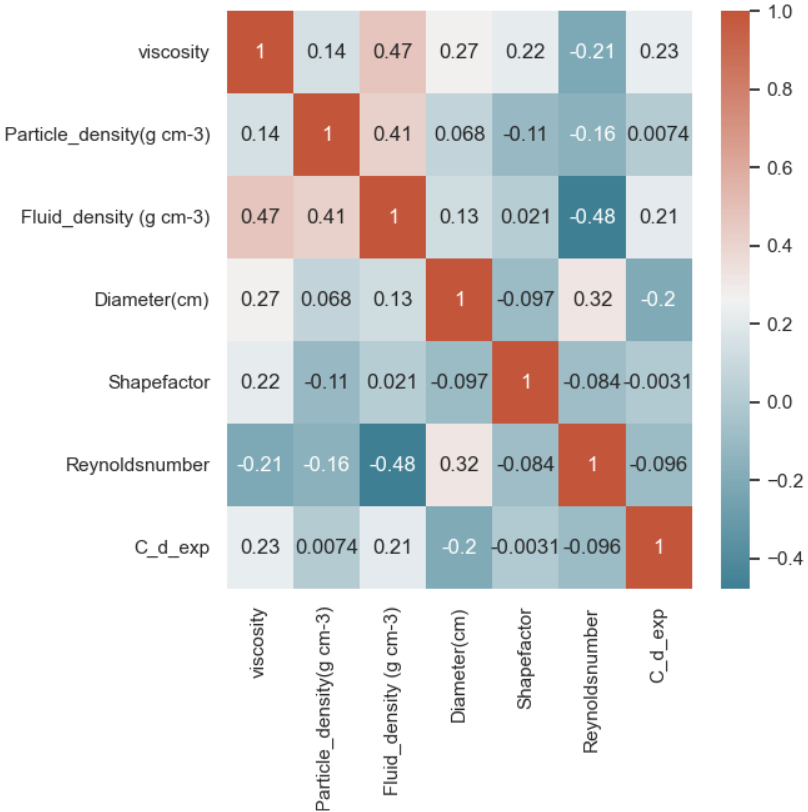 viscosity 1 0.14 0.47 0.27 0.22 -0.21 0.23
Particle_density(g cm-3) 0.14 1 0.41 0.068 -0.11 -0.16 0.0074
Fluid_density (g cm-3) 0.47 0.41 1 0.13 0.021 -0.48 0.21
Diameter(cm) 0.27 0.068 0.13 1 -0.097 0.32 -0.2
Shapefactor 0.22 -0.11 0.021 -0.097 1 -0.084 -0.0031
Reynoldsnumber -0.21 -0.16 -0.48 0.32 -0.084 1 -0.096
C_d_exp 0.23 0.0074 0.21 -0.2 -0.0031 -0.096 1
viscosity
Particle_density(g cm-3)
Fluid_density (g cm-3)
Diameter(cm)
Shapefactor
Reynoldsnumber
C_d_exp
1.0
0.8
0.6
0.4
0.2
0.0
−0.2
−0.4